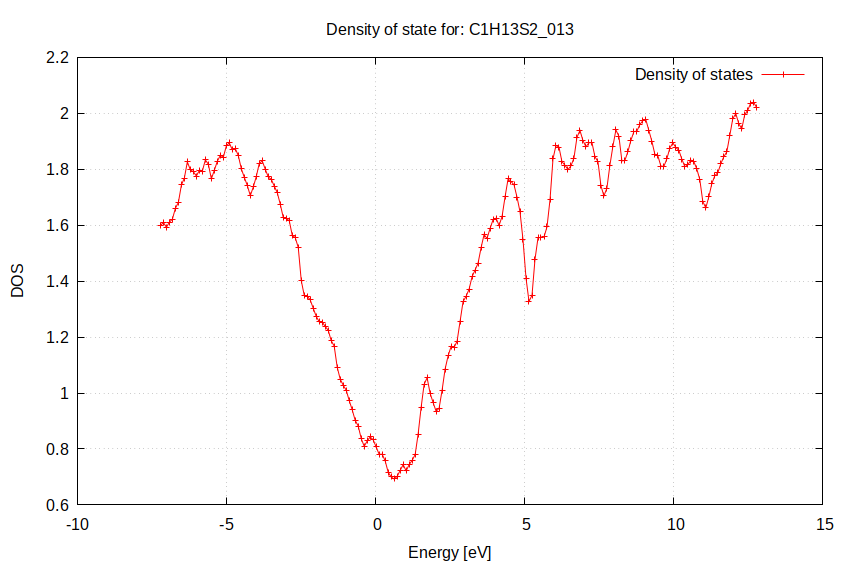 Density of state for: C1H13S2_013
Density of states
2.2
2
1.8
1.6
1.4
1.2
1
0.8
0.6
DOS
-10 -5 0 5 10 15
Energy [eV]